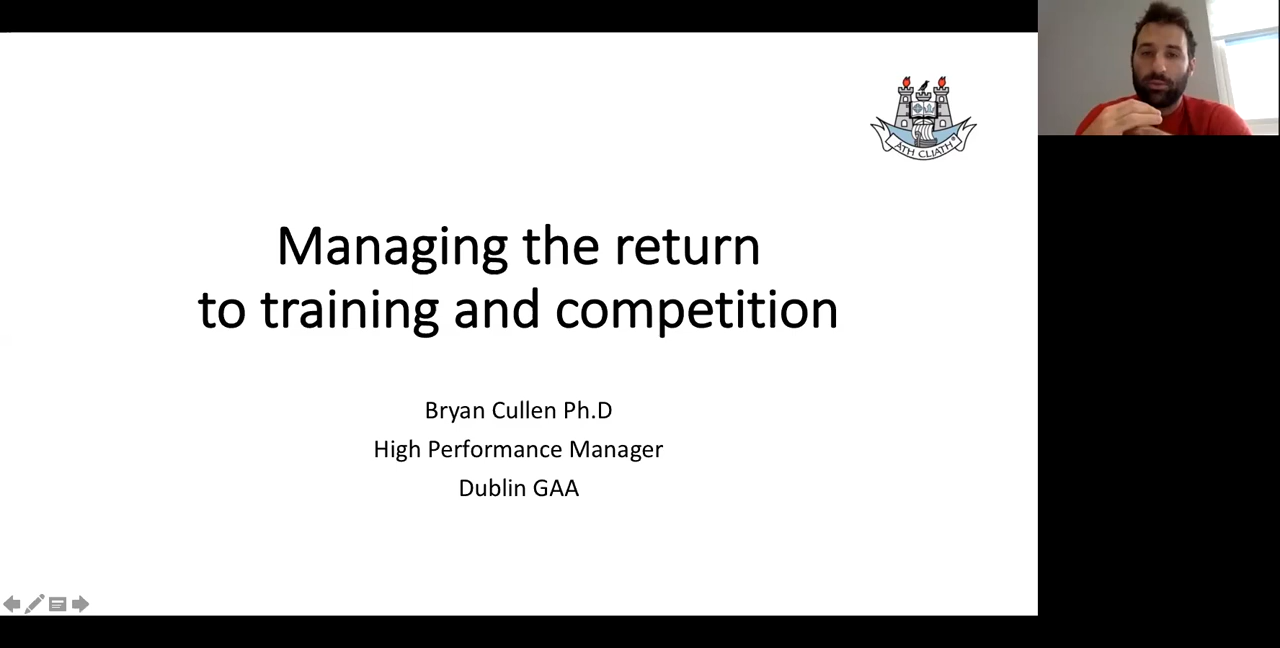 ÁTH CLIATH
Managing the return
to training and competition
Bryan Cullen Ph.D
High Performance Manager
Dublin GAA